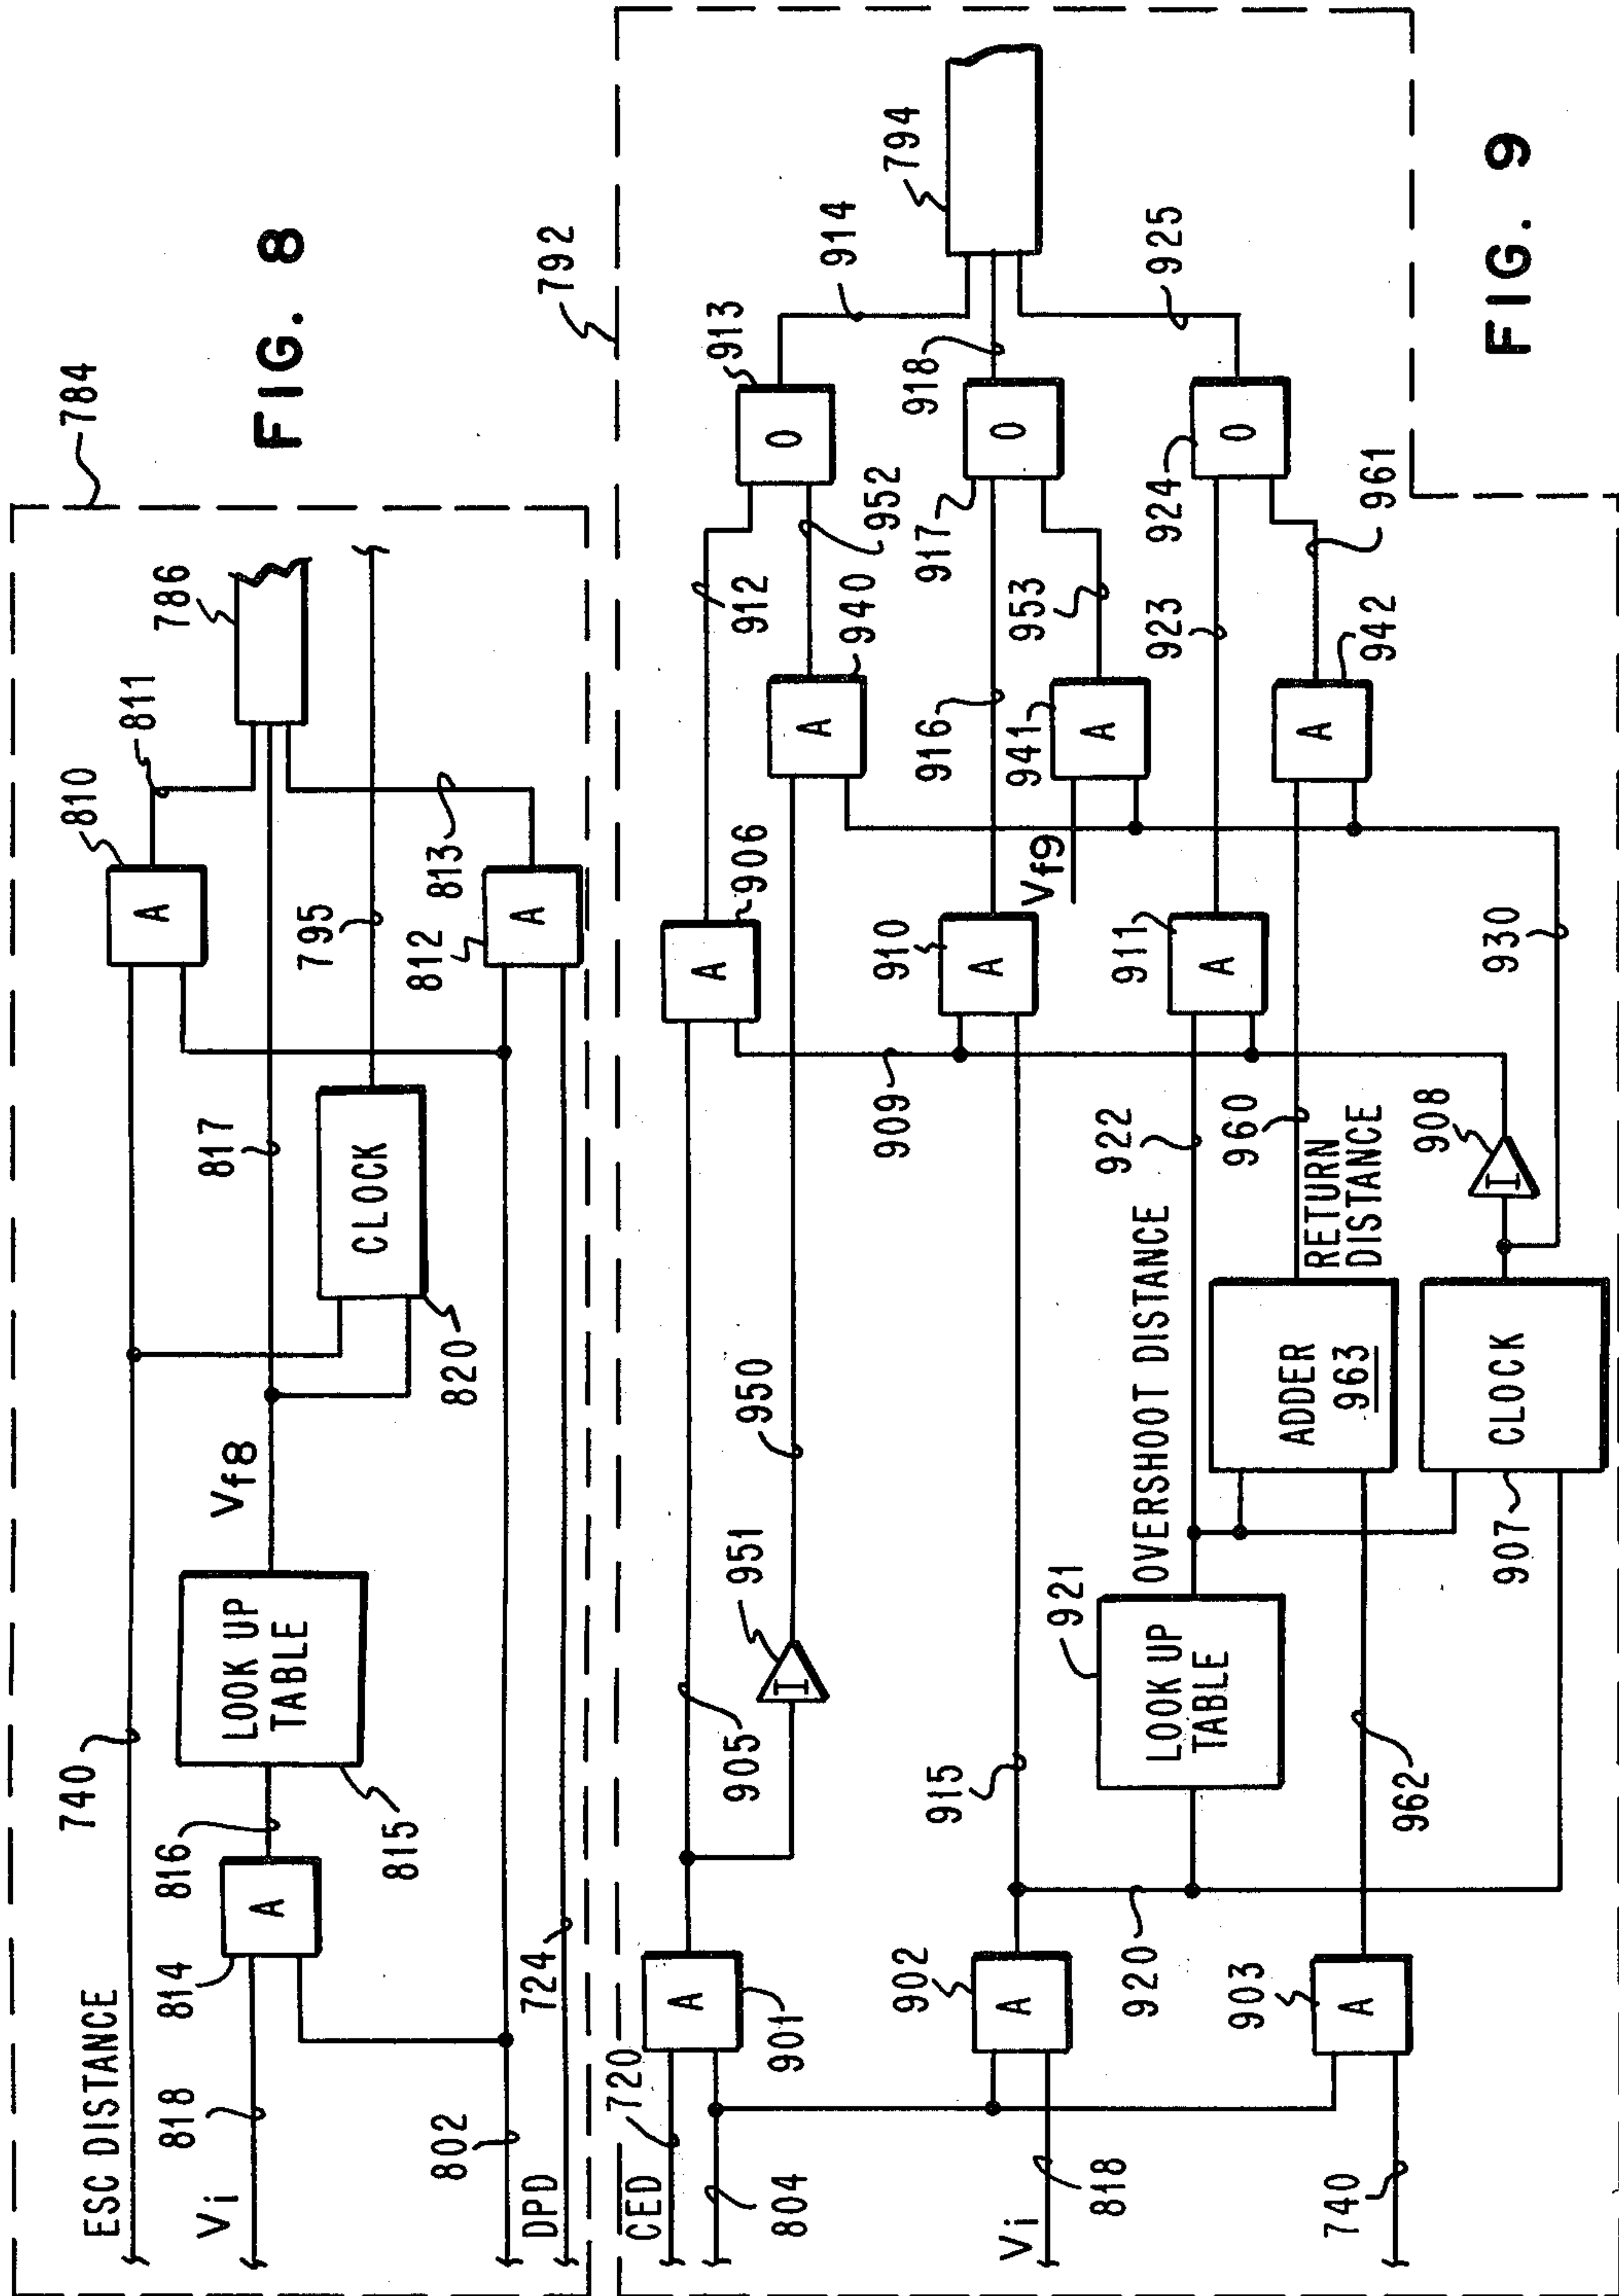 FIG. 8
784
ESC DISTANCE
740
810
811
786
Vi
818
814
A
816
LOOK UP
TABLE
815
Vf8
817
CLOCK
820
795
A
812
A
813
802
DPD
724
FIG. 9
792
CED
720
804
A
901
905
I
951
950
A
906
912
A
940
952
O
913
914
794
Vi
818
A
902
915
920
909
A
910
916
Vf9
941
A
953
917
O
918
LOOK UP
TABLE
921
OVERSHOOT DISTANCE
922
A
911
923
O
924
925
740
A
903
962
ADDER
963
RETURN
DISTANCE
960
A
942
961
CLOCK
907
I
908
930